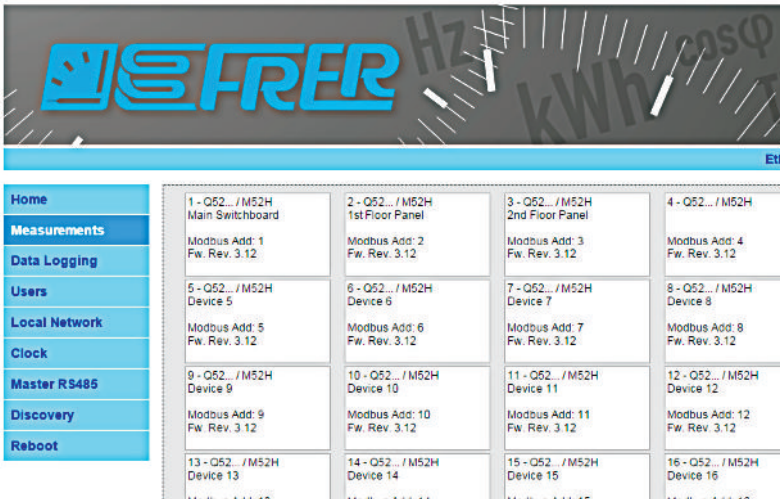 FRER
Hz
kWh
cosφ
Home
Measurements
Data Logging
Users
Local Network
Clock
Master RS485
Discovery
Reboot
1 - Q52... / M52H
Main Switchboard
Modbus Add: 1
Fw. Rev. 3.12
2 - Q52... / M52H
1st Floor Panel
Modbus Add: 2
Fw. Rev. 3.12
3 - Q52... / M52H
2nd Floor Panel
Modbus Add: 3
Fw. Rev. 3.12
4 - Q52... / M52H
Modbus Add: 4
Fw. Rev. 3.12
5 - Q52... / M52H
Device 5
Modbus Add: 5
Fw. Rev. 3.12
6 - Q52... / M52H
Device 6
Modbus Add: 6
Fw. Rev. 3.12
7 - Q52... / M52H
Device 7
Modbus Add: 7
Fw. Rev. 3.12
8 - Q52... / M52H
Device 8
Modbus Add: 8
Fw. Rev. 3.12
9 - Q52... / M52H
Device 9
Modbus Add: 9
Fw. Rev. 3.12
10 - Q52... / M52H
Device 10
Modbus Add: 10
Fw. Rev. 3.12
11 - Q52... / M52H
Device 11
Modbus Add: 11
Fw. Rev. 3.12
12 - Q52... / M52H
Device 12
Modbus Add: 12
Fw. Rev. 3.12
13 - Q52... / M52H
Device 13
14 - Q52... / M52H
Device 14
15 - Q52... / M52H
Device 15
16 - Q52... / M52H
Device 16